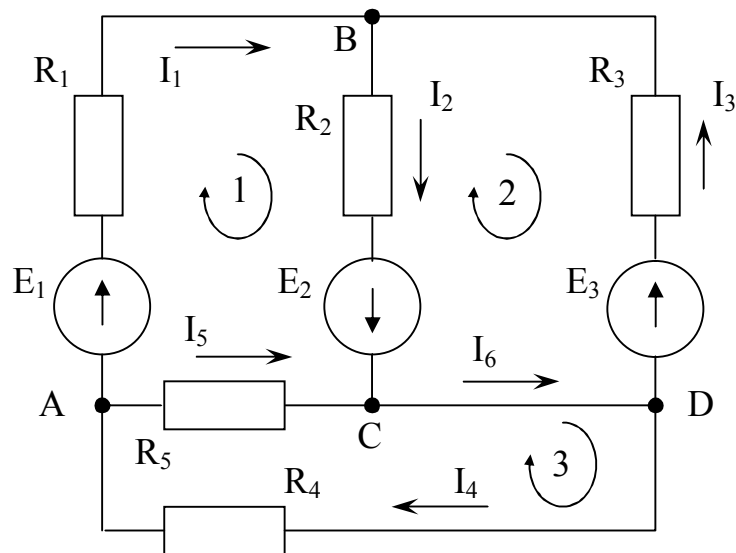 B
R₁
I₁
R₂
I₂
R₃
I₃
1
2
E₁
E₂
E₃
I₅
I₆
A
C
D
R₅
R₄
I₄
3